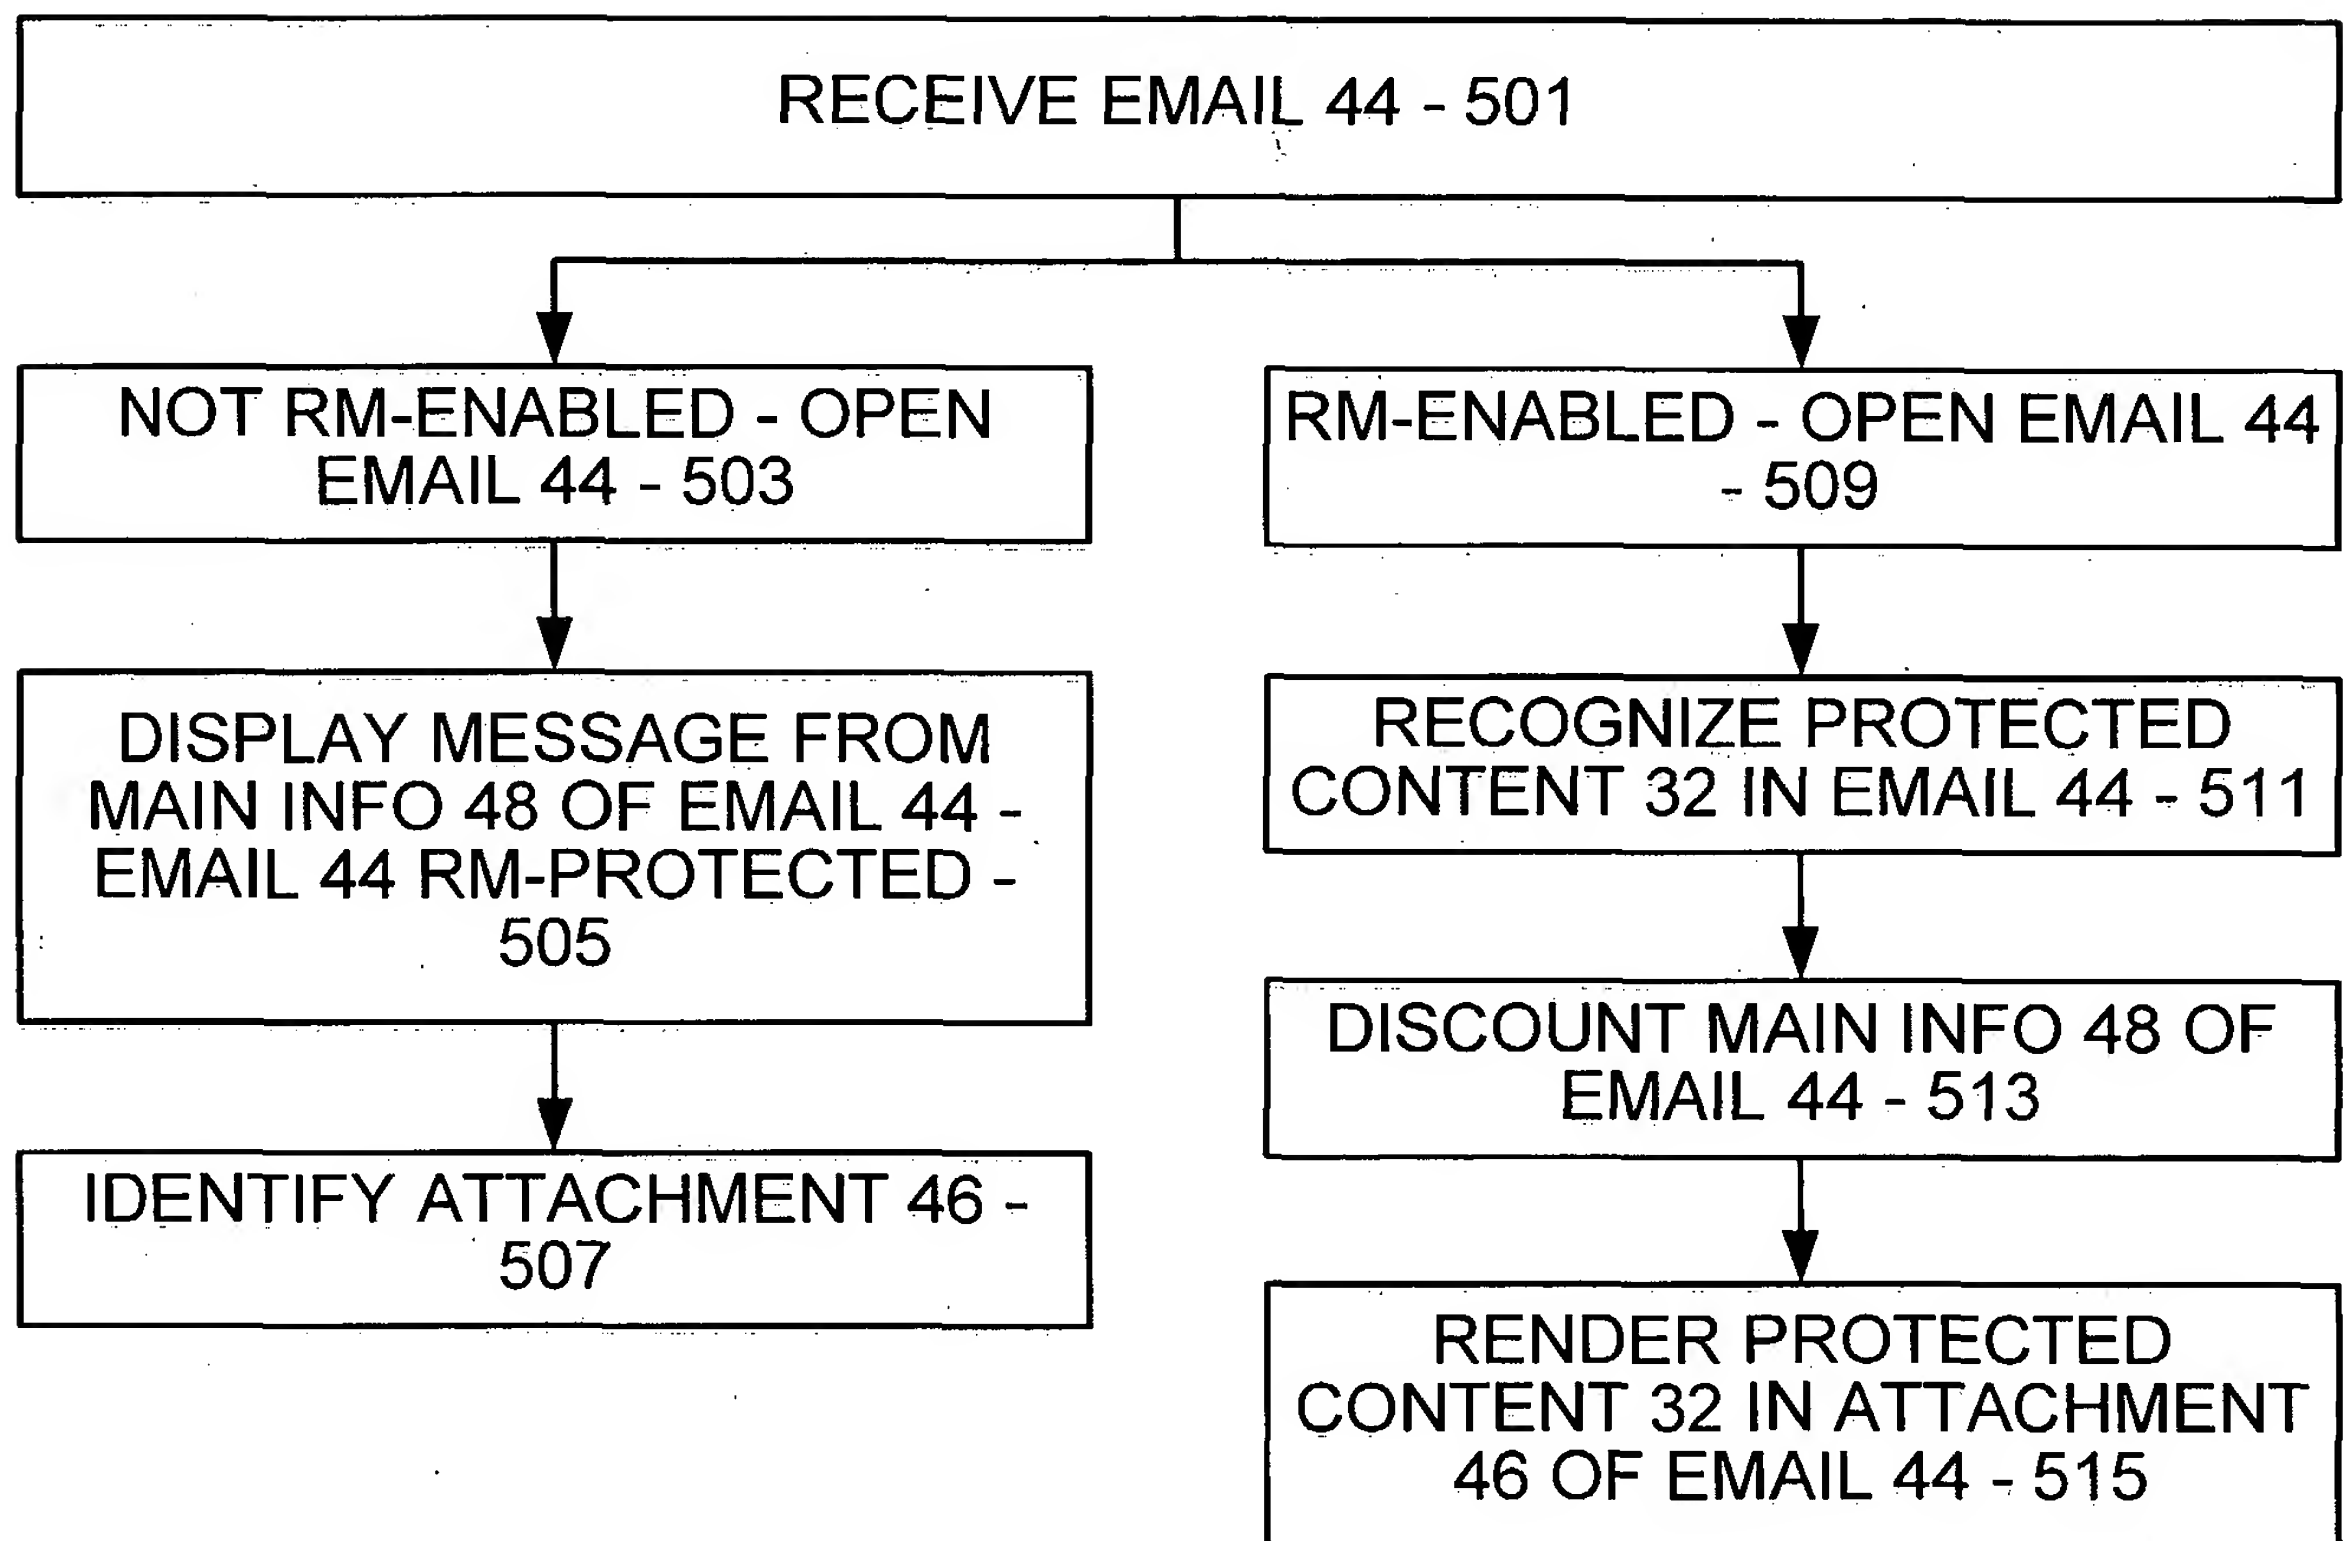 RECEIVE EMAIL 44 - 501
NOT RM-ENABLED - OPEN
EMAIL 44 - 503
DISPLAY MESSAGE FROM
MAIN INFO 48 OF EMAIL 44 -
EMAIL 44 RM-PROTECTED -
505
IDENTIFY ATTACHMENT 46 -
507
RM-ENABLED - OPEN EMAIL 44
- 509
RECOGNIZE PROTECTED
CONTENT 32 IN EMAIL 44 - 511
DISCOUNT MAIN INFO 48 OF
EMAIL 44 - 513
RENDER PROTECTED
CONTENT 32 IN ATTACHMENT
46 OF EMAIL 44 - 515